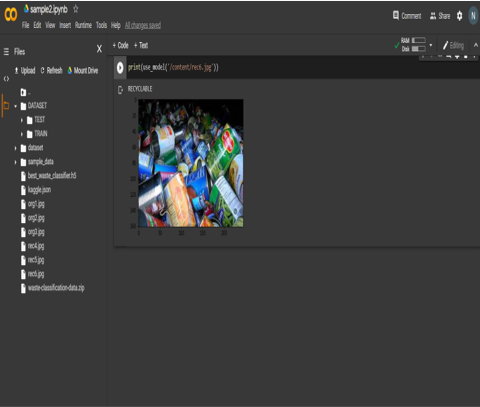 sample2.ipynb
File Edit View Insert Runtime Tools Help All changes saved
Comment Share N
Files X
+ Code + Text
RAM
Disk
Editing
Upload Refresh Mount Drive
<>
print(use_model('/content/rec6.jpg'))
..
RECYCLABLE
DATASET
TEST
TRAIN
dataset
sample_data
best_waste_classifier.h5
kaggle.json
org1.jpg
org2.jpg
org3.jpg
rec4.jpg
rec5.jpg
rec6.jpg
waste-classification-data.zip